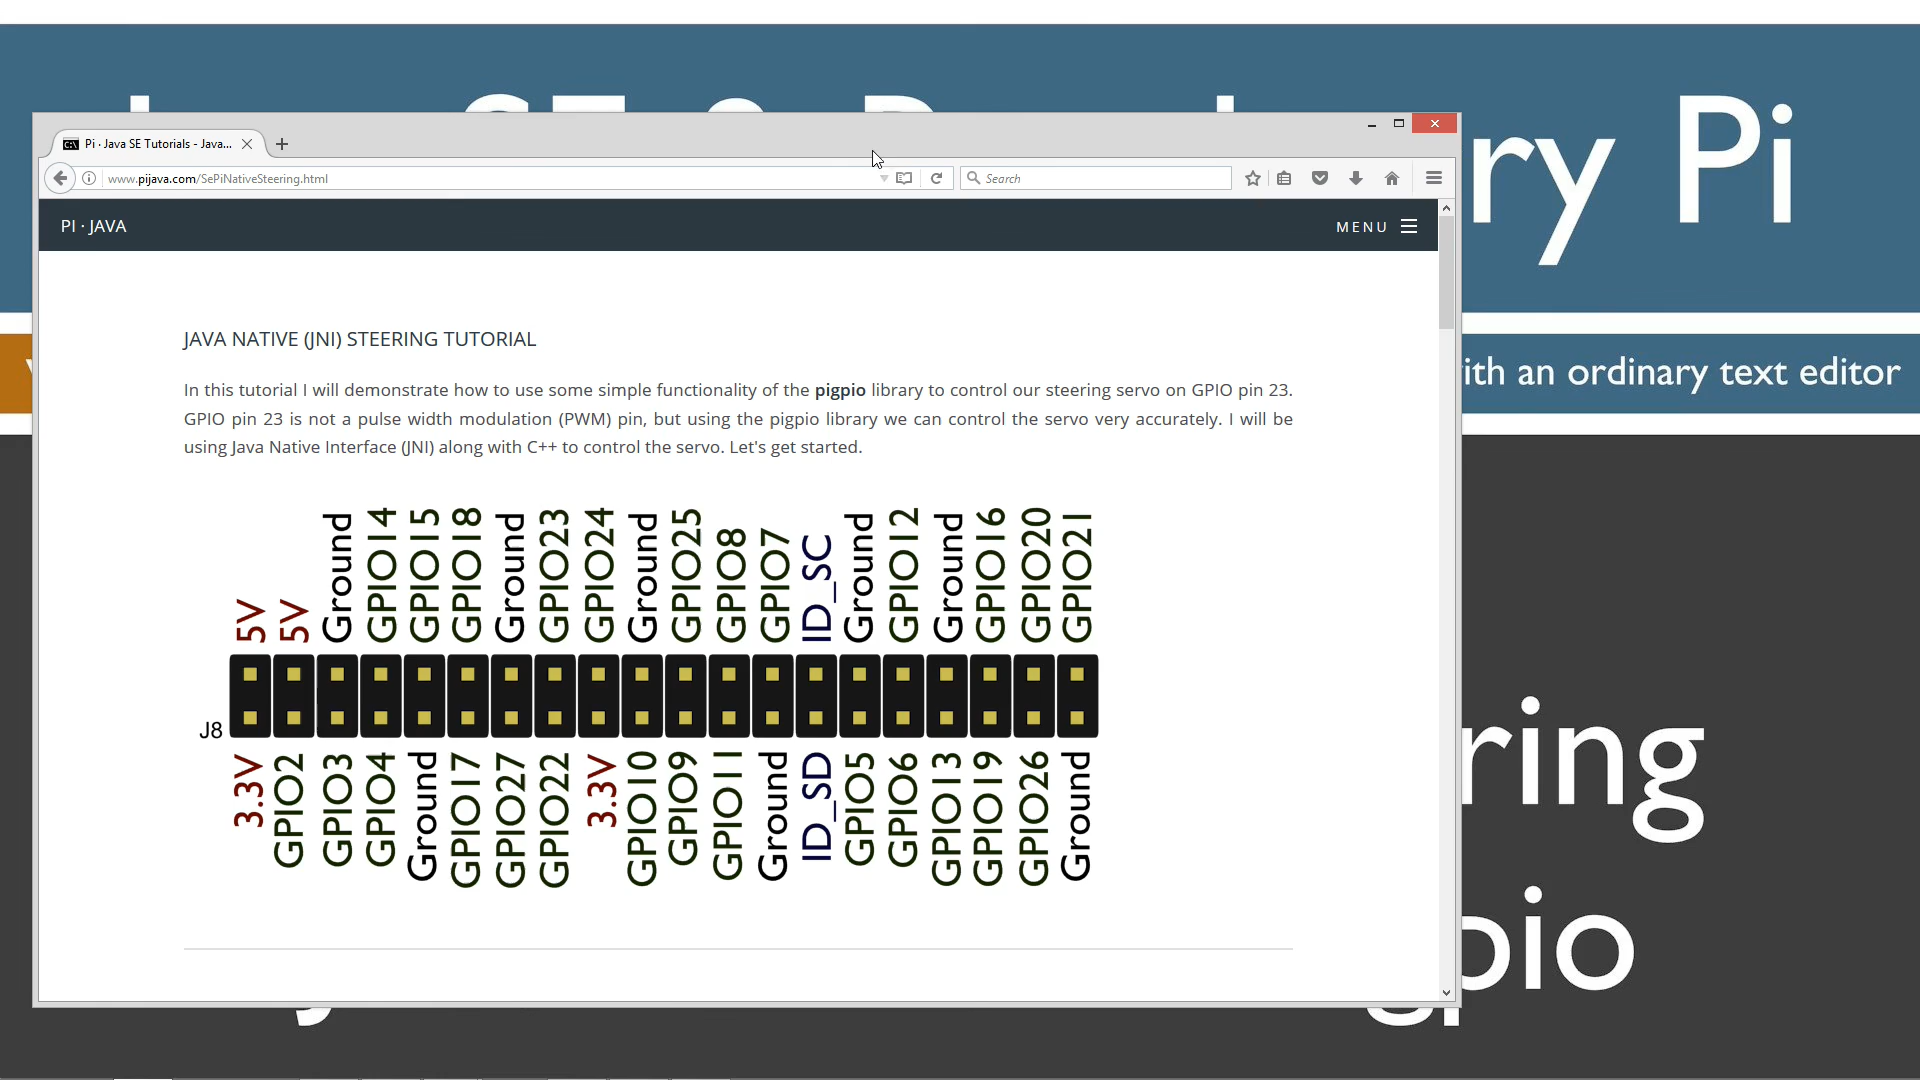 ry Pi
Pi · Java SE Tutorials - Java...
www.pijava.com/SePiNativeSteering.html
Search
PI · JAVA
MENU
JAVA NATIVE (JNI) STEERING TUTORIAL
ith an ordinary text editor
In this tutorial I will demonstrate how to use some simple functionality of the pigpio library to control our steering servo on GPIO pin 23.
GPIO pin 23 is not a pulse width modulation (PWM) pin, but using the pigpio library we can control the servo very accurately. I will be
using Java Native Interface (JNI) along with C++ to control the servo. Let's get started.
5V
5V
Ground
GPIO14
GPIO15
GPIO18
Ground
GPIO23
GPIO24
Ground
GPIO25
GPIO8
GPIO7
ID_SC
Ground
GPIO12
Ground
GPIO16
GPIO20
GPIO21
J8
3.3V
GPIO2
GPIO3
GPIO4
Ground
GPIO17
GPIO27
GPIO22
3.3V
GPIO10
GPIO9
GPIO11
Ground
ID_SD
GPIO5
GPIO6
GPIO13
GPIO19
GPIO26
Ground
ring
pio